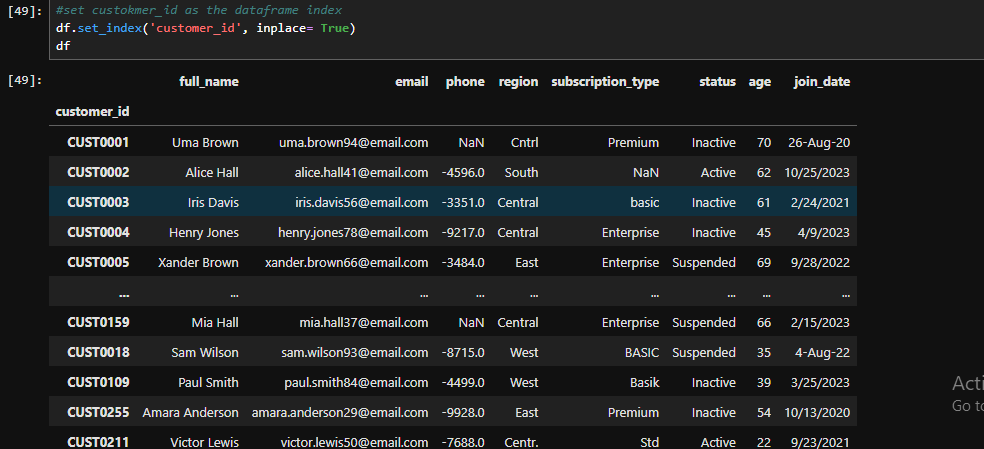 [49]: #set custokmer_id as the dataframe index
df.set_index('customer_id', inplace= True)
df
[49]: full_name email phone region subscription_type status age join_date
customer_id
CUST0001 Uma Brown uma.brown94@email.com NaN Cntrl Premium Inactive 70 26-Aug-20
CUST0002 Alice Hall alice.hall41@email.com -4596.0 South NaN Active 62 10/25/2023
CUST0003 Iris Davis iris.davis56@email.com -3351.0 Central basic Inactive 61 2/24/2021
CUST0004 Henry Jones henry.jones78@email.com -9217.0 Central Enterprise Inactive 45 4/9/2023
CUST0005 Xander Brown xander.brown66@email.com -3484.0 East Enterprise Suspended 69 9/28/2022
... ... ... ... ... ... ... ... ...
CUST0159 Mia Hall mia.hall37@email.com NaN Central Enterprise Suspended 66 2/15/2023
CUST0018 Sam Wilson sam.wilson93@email.com -8715.0 West BASIC Suspended 35 4-Aug-22
CUST0109 Paul Smith paul.smith84@email.com -4499.0 West Basik Inactive 39 3/25/2023
CUST0255 Amara Anderson amara.anderson29@email.com -9928.0 East Premium Inactive 54 10/13/2020
CUST0211 Victor Lewis victor.lewis50@email.com -7688.0 Centr. Std Active 22 9/23/2021
Acti
Go to